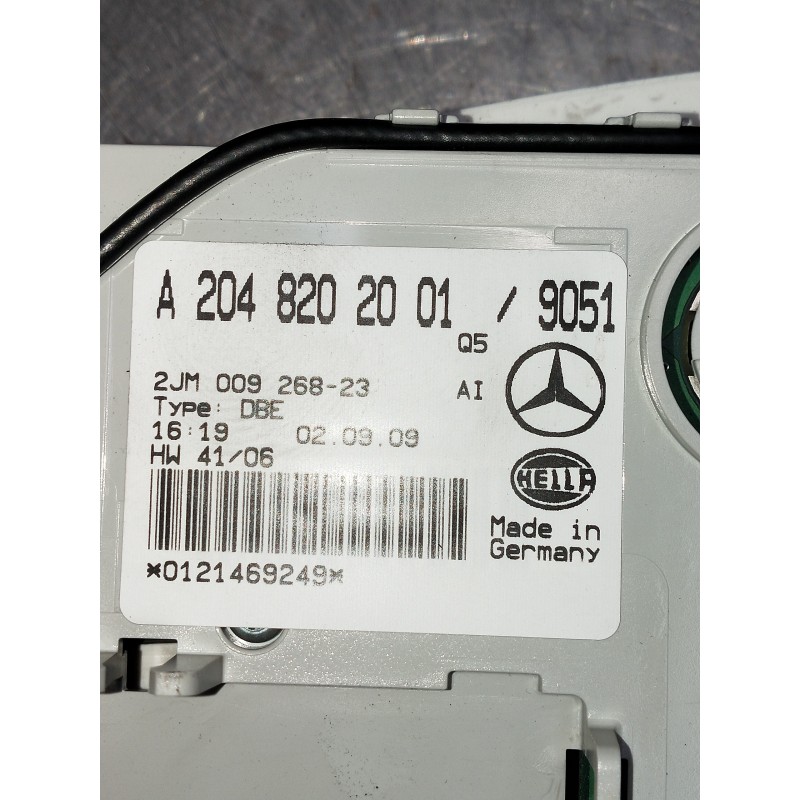 A 204 820 20 01 / 9051
Q5
2JM 009 268-23 AI
Type: DBE
16:19 02.09.09
HW 41/06
HELLA
Made in
Germany
*0121469249*